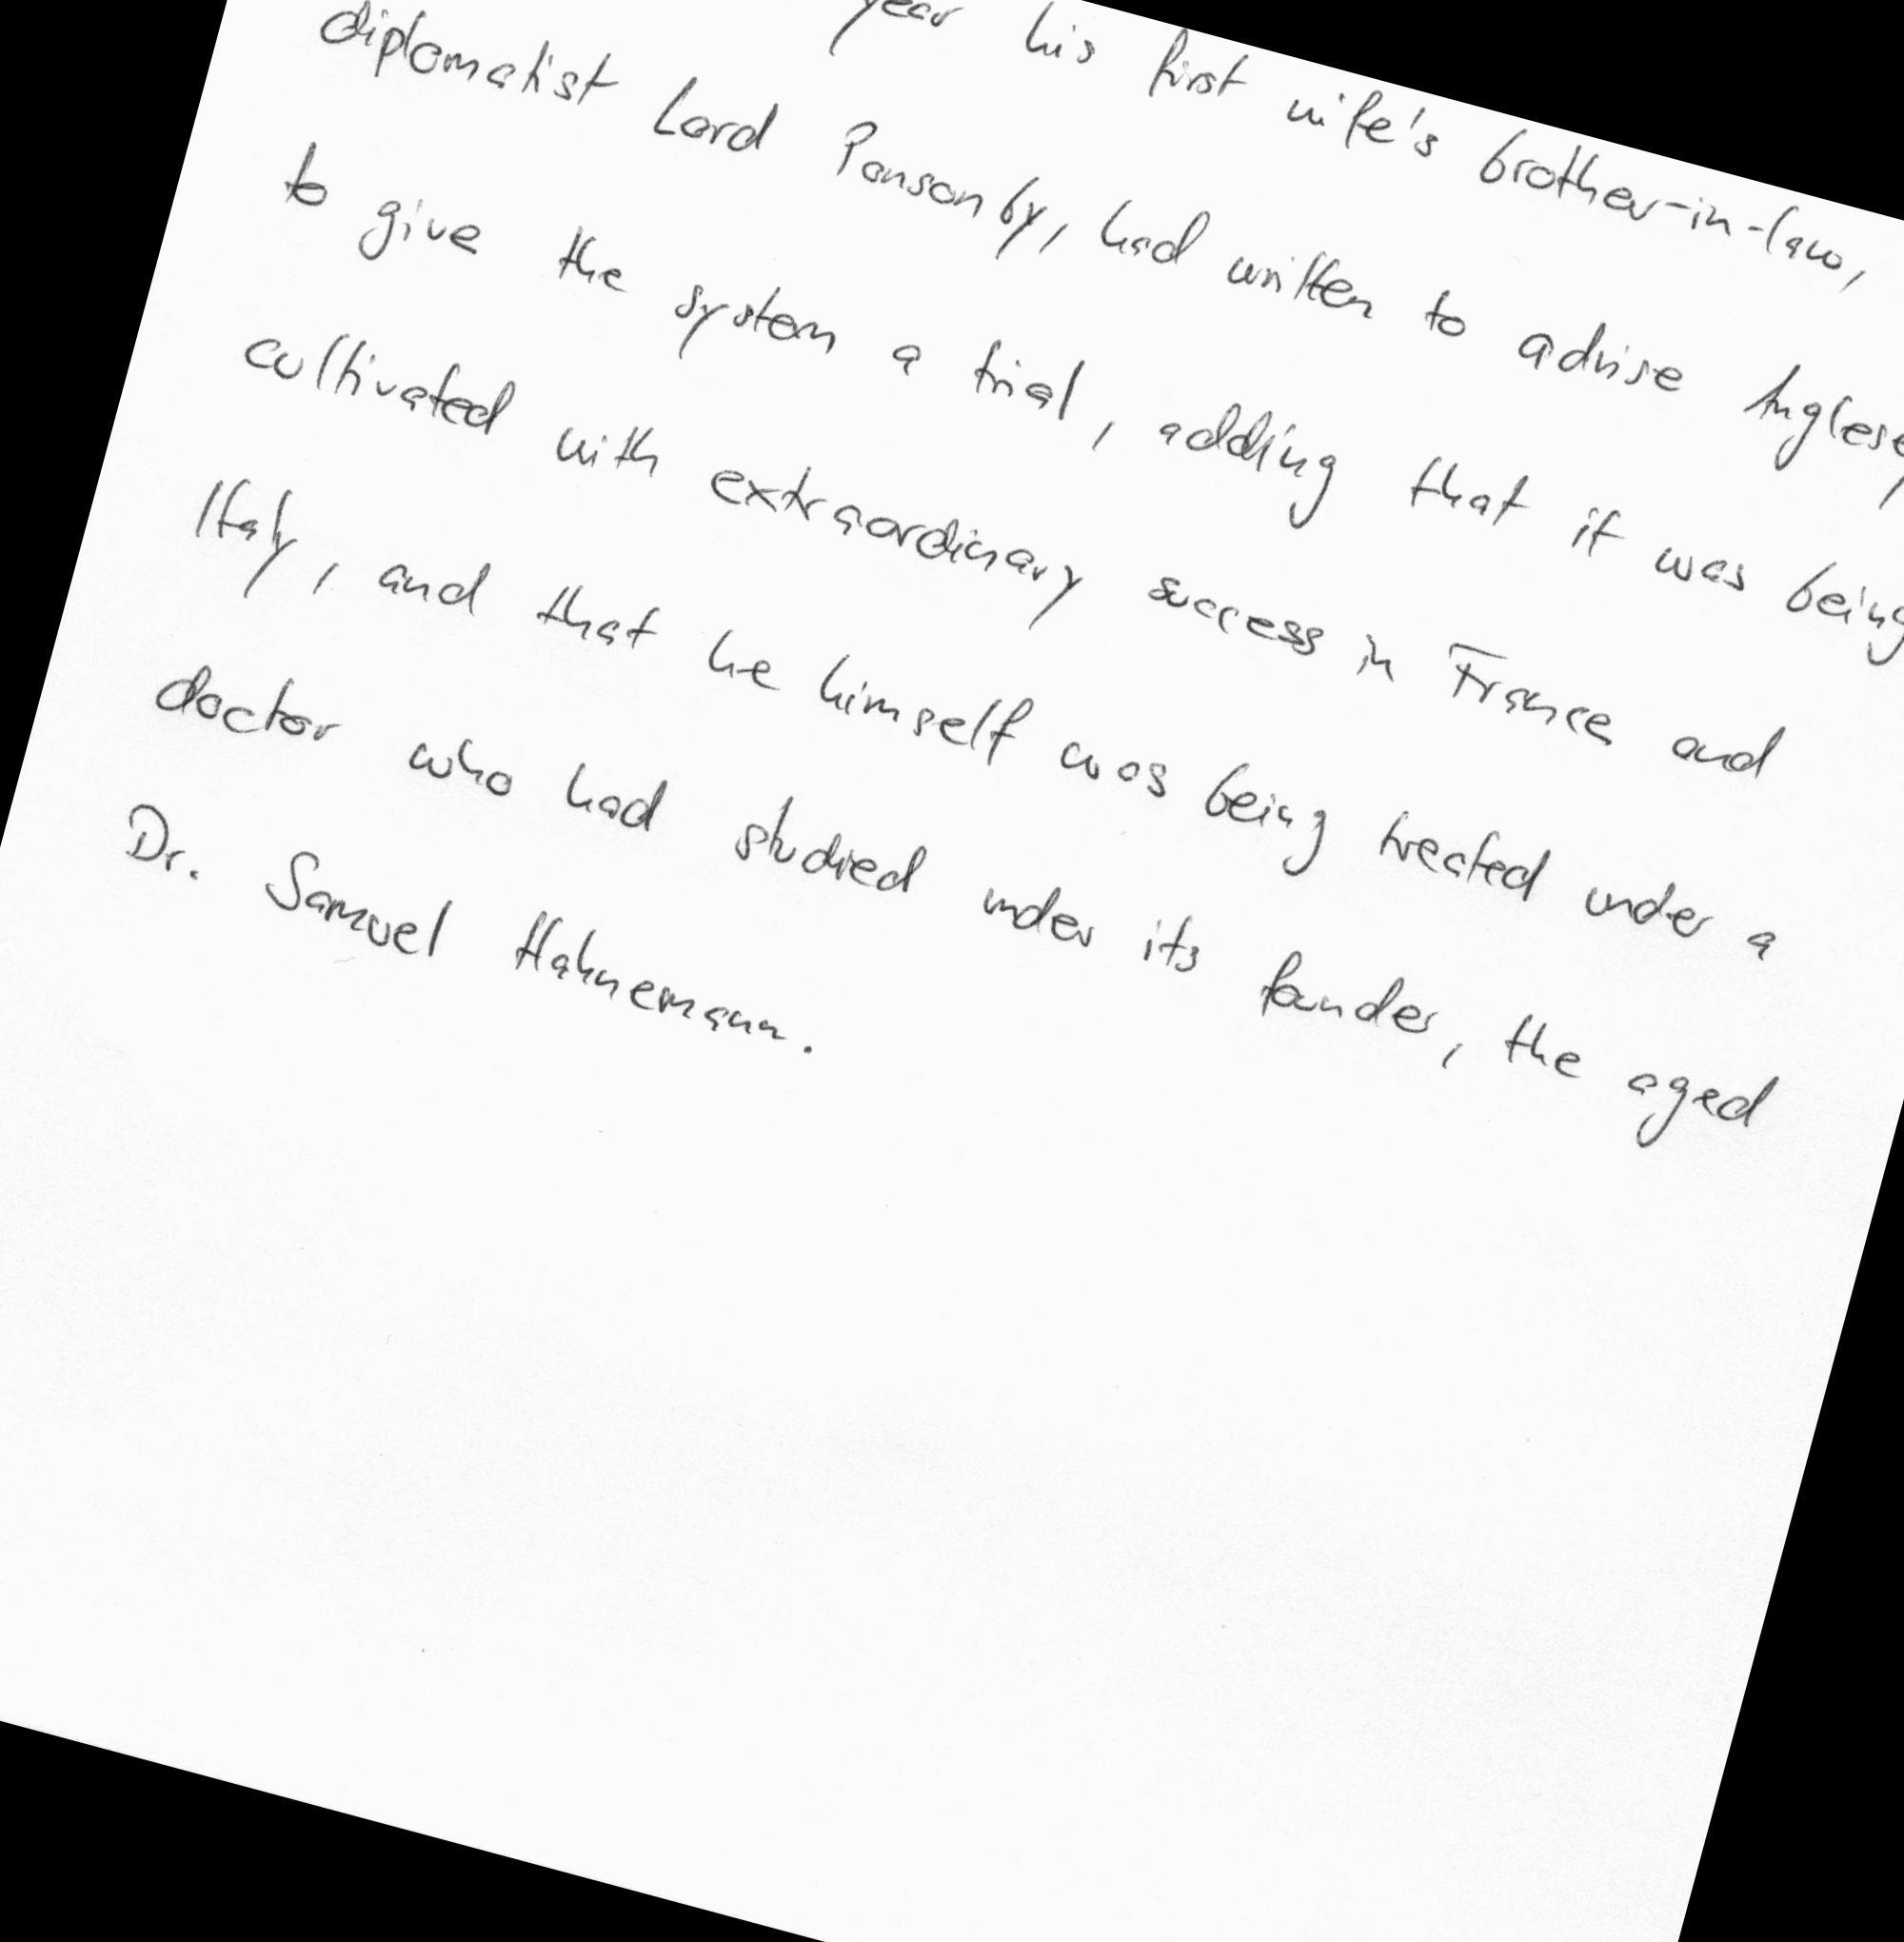 year his first wife's brother-in-law,
diplomatist Lord Ponsonby, had written to advise Anglesey
to give the system a trial, adding that it was being
cultivated with extraordinary success in France and
Italy, and that he himself was being treated under a
doctor who had studied under its founder, the aged
Dr. Samuel Hahnemann.